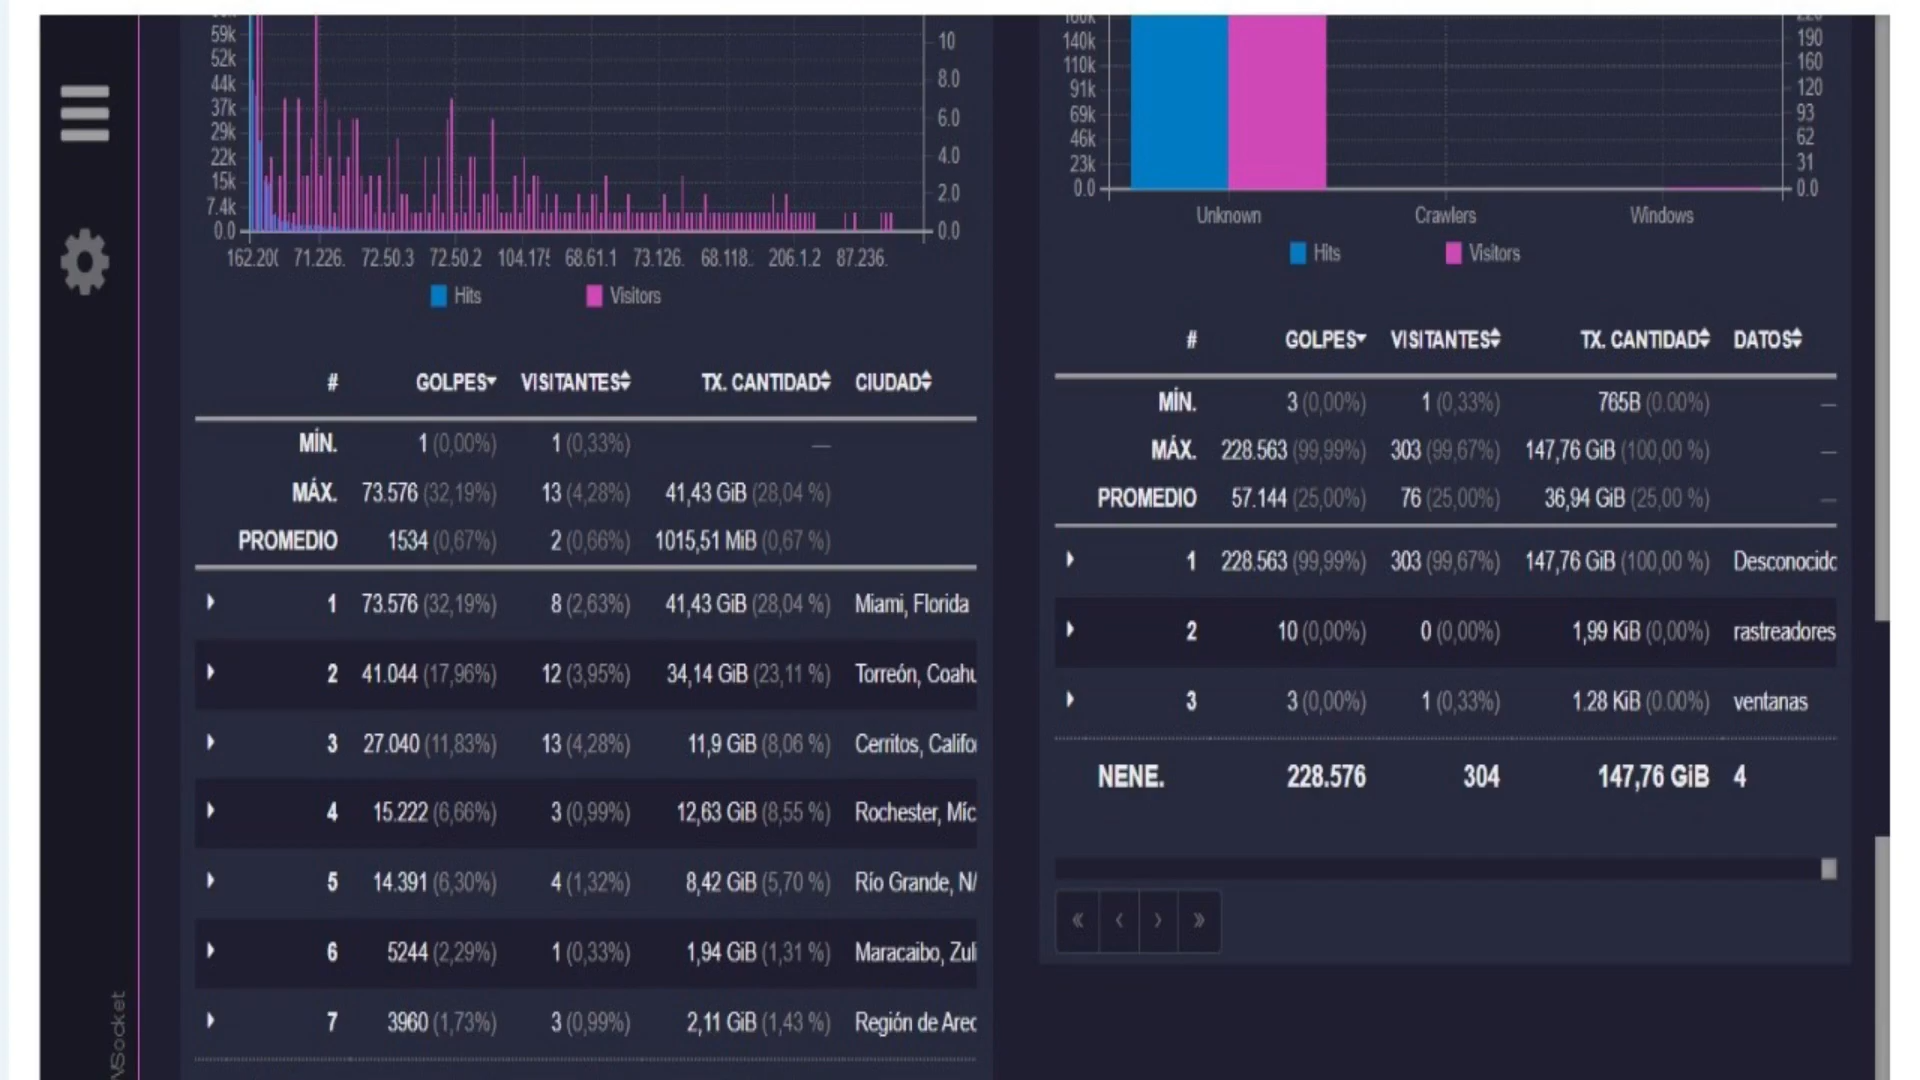 59k
52k
44k
37k
29k
22k
15k
7.4k
0.0
10
8.0
6.0
4.0
2.0
0.0
71.226. 72.50.3 72.50.2 68.61.1 73.126. 68.118.. 206.1.2 87.236.
Hits Visitors
# GOLPES VISITANTES TX. CANTIDAD CIUDAD
MÍN. 1 (0,00%) 1 (0,33%) —
MÁX. 73.576 (32,19%) 13 (4,28%) 41,43 GiB (28,04 %)
PROMEDIO 1534 (0,67%) 2 (0,66%) 1015,51 MiB (0,67 %)
1 73.576 (32,19%) 8 (2,63%) 41,43 GiB (28,04 %) Miami, Florida
2 41.044 (17,96%) 12 (3,95%) 34,14 GiB (23,11 %) Torreón, Coahu
3 27.040 (11,83%) 13 (4,28%) 11,9 GiB (8,06 %) Cerritos, Califo
4 15.222 (6,66%) 3 (0,99%) 12,63 GiB (8,55 %) Rochester, Míc
5 14.391 (6,30%) 4 (1,32%) 8,42 GiB (5,70 %) Río Grande, N
6 5244 (2,29%) 1 (0,33%) 1,94 GiB (1,31 %) Maracaibo, Zuli
7 3960 (1,73%) 3 (0,99%) 2,11 GiB (1,43 %) Región de Arec
140k
110k
91k
69k
46k
23k
0.0
190
160
120
93
62
31
0.0
Unknown Crawlers Windows
Hits Visitors
# GOLPES VISITANTES TX. CANTIDAD DATOS
MÍN. 3 (0,00%) 1 (0,33%) 765B (0.00%) —
MÁX. 228.563 (99,99%) 303 (99,67%) 147,76 GiB (100,00 %) —
PROMEDIO 57.144 (25,00%) 76 (25,00%) 36,94 GiB (25,00 %) —
1 228.563 (99,99%) 303 (99,67%) 147,76 GiB (100,00 %) Desconocido
2 10 (0,00%) 0 (0,00%) 1,99 KiB (0,00%) rastreadores
3 3 (0,00%) 1 (0,33%) 1.28 KiB (0.00%) ventanas
NENE. 228.576 304 147,76 GiB 4
« ‹ › »